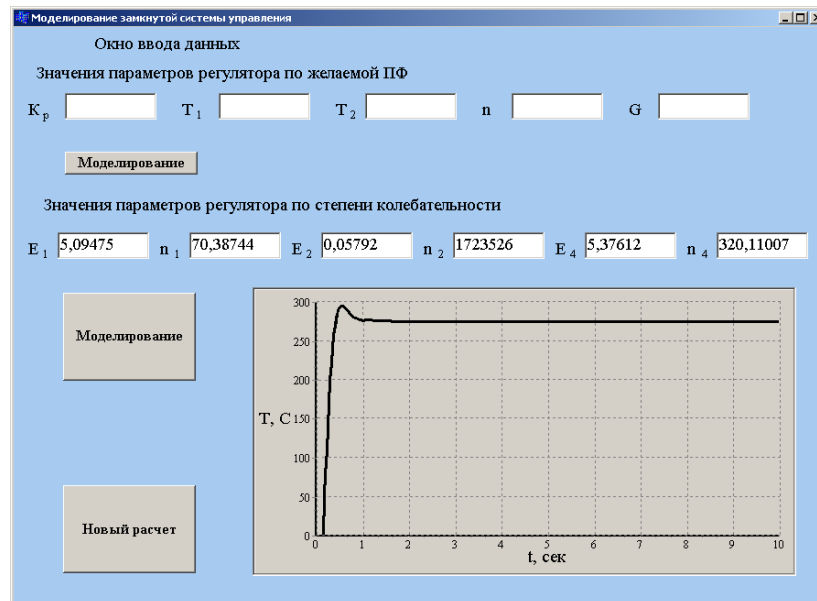 Моделирование замкнутой системы управления
Окно ввода данных
Значения параметров регулятора по желаемой ПФ
К р Т 1 Т 2 n G
Моделирование
Значения параметров регулятора по степени колебательности
E 1 5,09475 n 1 70,38744 E 2 0,05792 n 2 1723526 E 4 5,37612 n 4 320,11007
Моделирование
Новый расчет
300
250
200
Т, С 150
100
50
0
0 1 2 3 4 5 6 7 8 9 10
t, сек